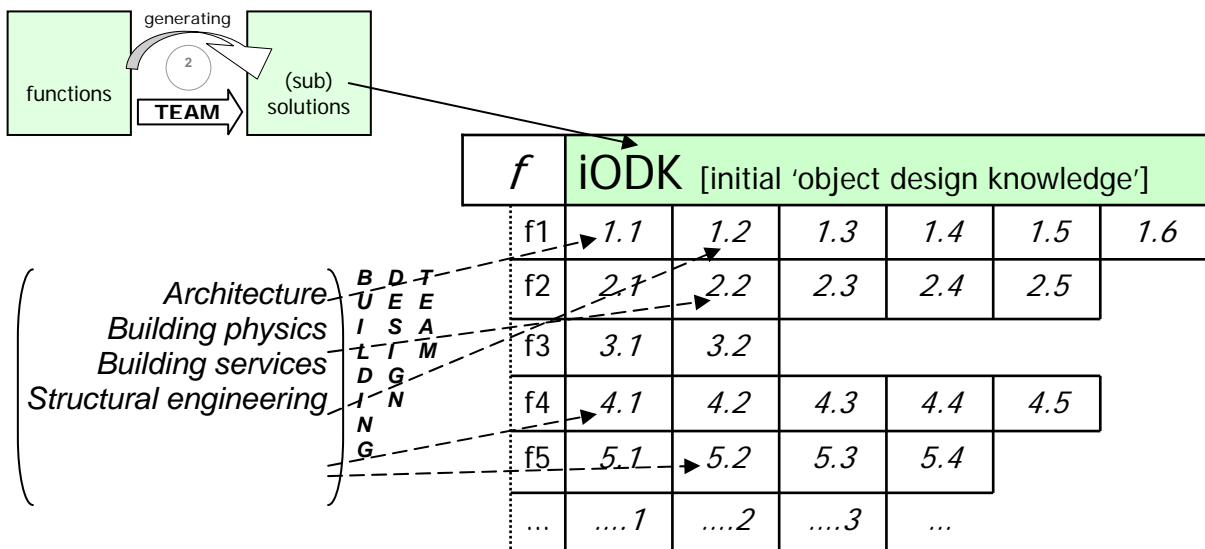 generating
2
functions
TEAM
(sub)
solutions
f iODK [initial ‘object design knowledge’]
f1 1.1 1.2 1.3 1.4 1.5 1.6
f2 2.1 2.2 2.3 2.4 2.5
f3 3.1 3.2
f4 4.1 4.2 4.3 4.4 4.5
f5 5.1 5.2 5.3 5.4
... ....1 ....2 ....3 ...
Architecture
Building physics
Building services
Structural engineering
BUILDING
DESIGN
TEAM